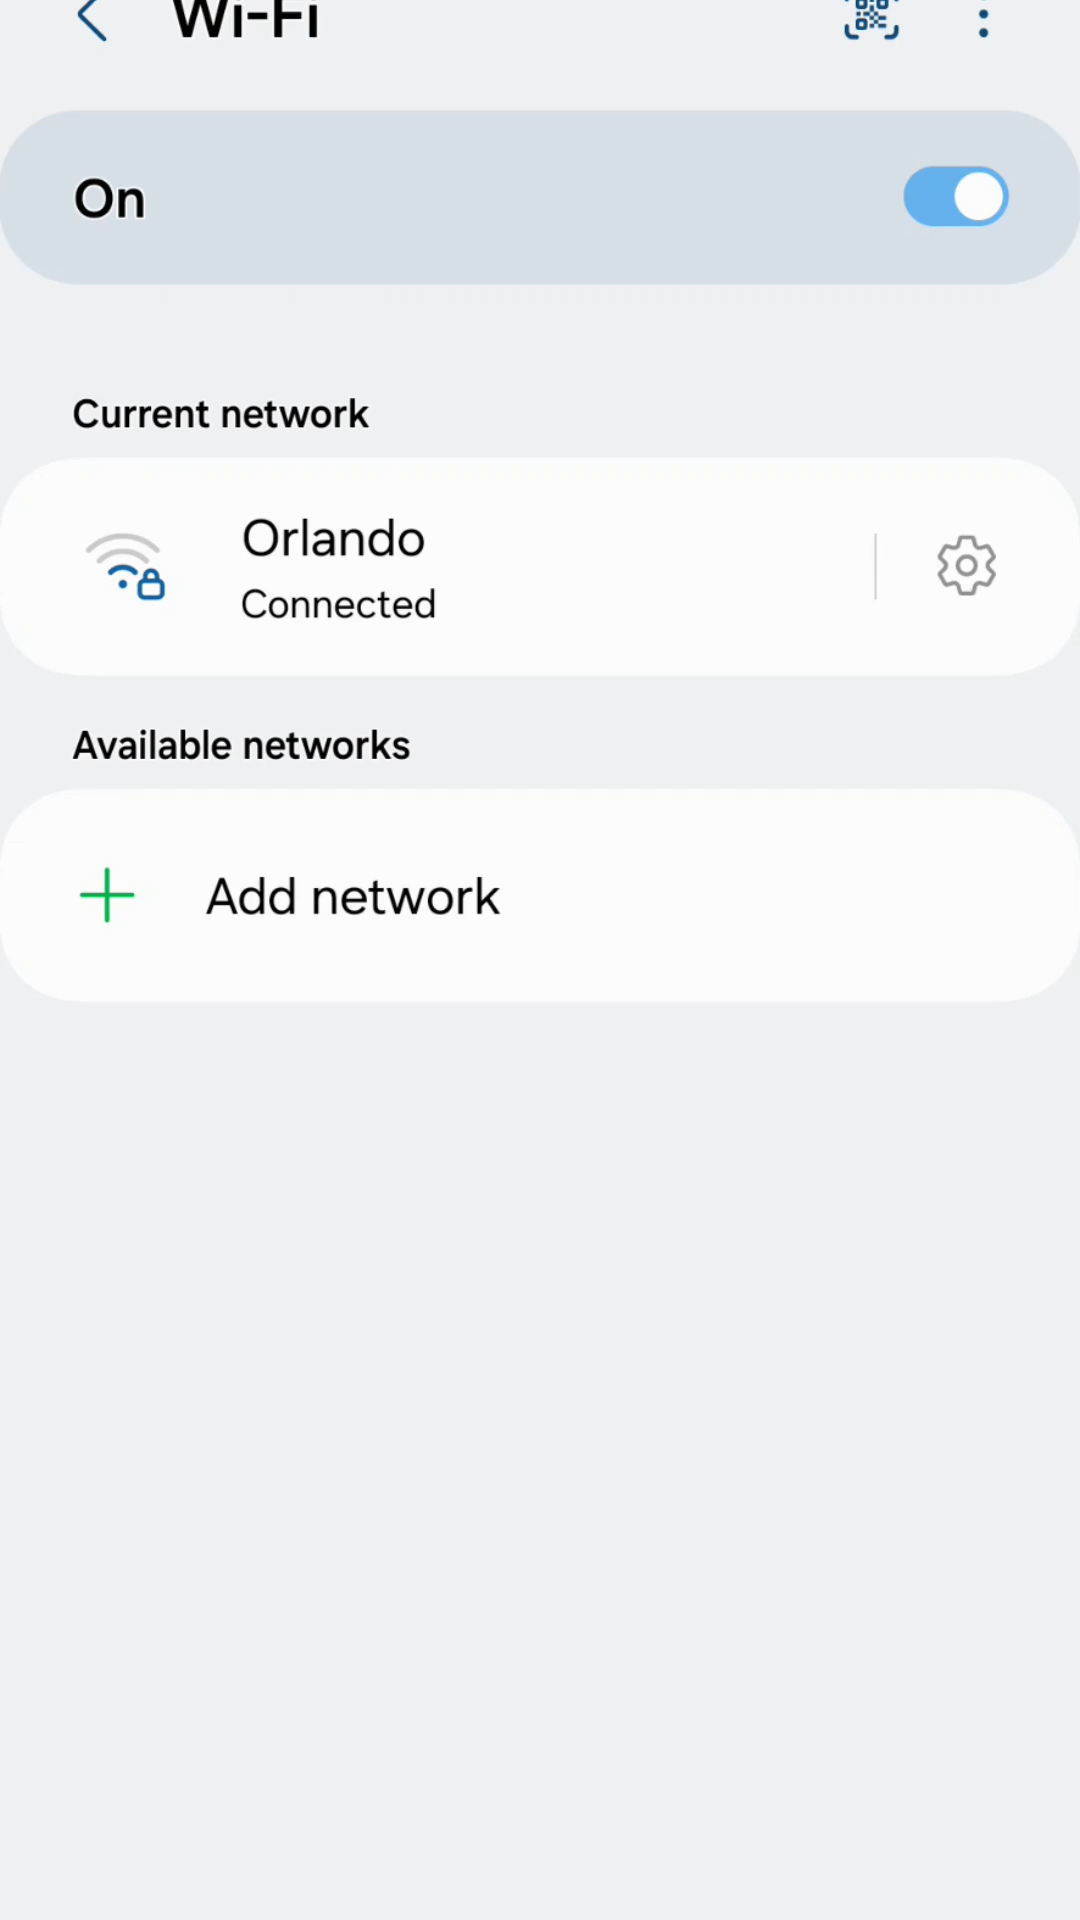 Wi-Fi
On
Current network
Orlando
Connected
Available networks
Add network